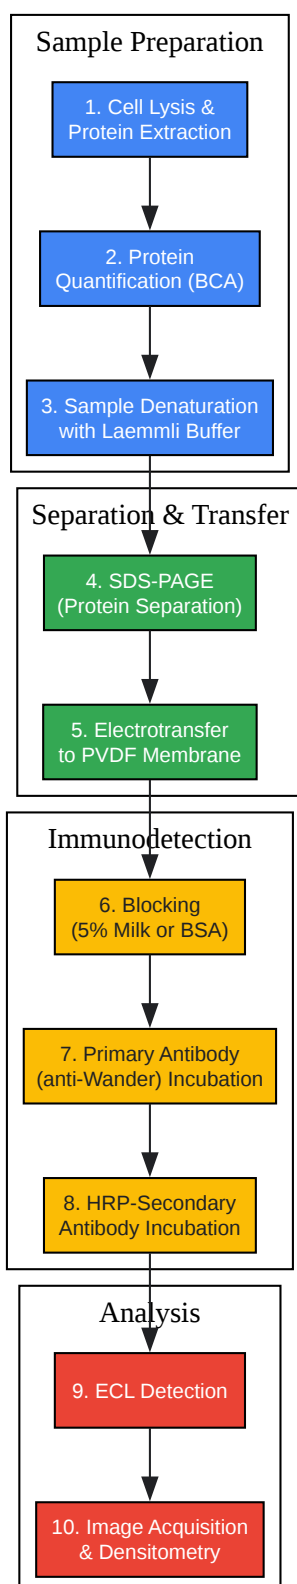 Sample Preparation
1. Cell Lysis &
Protein Extraction
2. Protein
Quantification (BCA)
3. Sample Denaturation
with Laemmli Buffer
Separation & Transfer
4. SDS-PAGE
(Protein Separation)
5. Electrotransfer
to PVDF Membrane
Immunodetection
6. Blocking
(5% Milk or BSA)
7. Primary Antibody
(anti-Wander) Incubation
8. HRP-Secondary
Antibody Incubation
Analysis
9. ECL Detection
10. Image Acquisition
& Densitometry